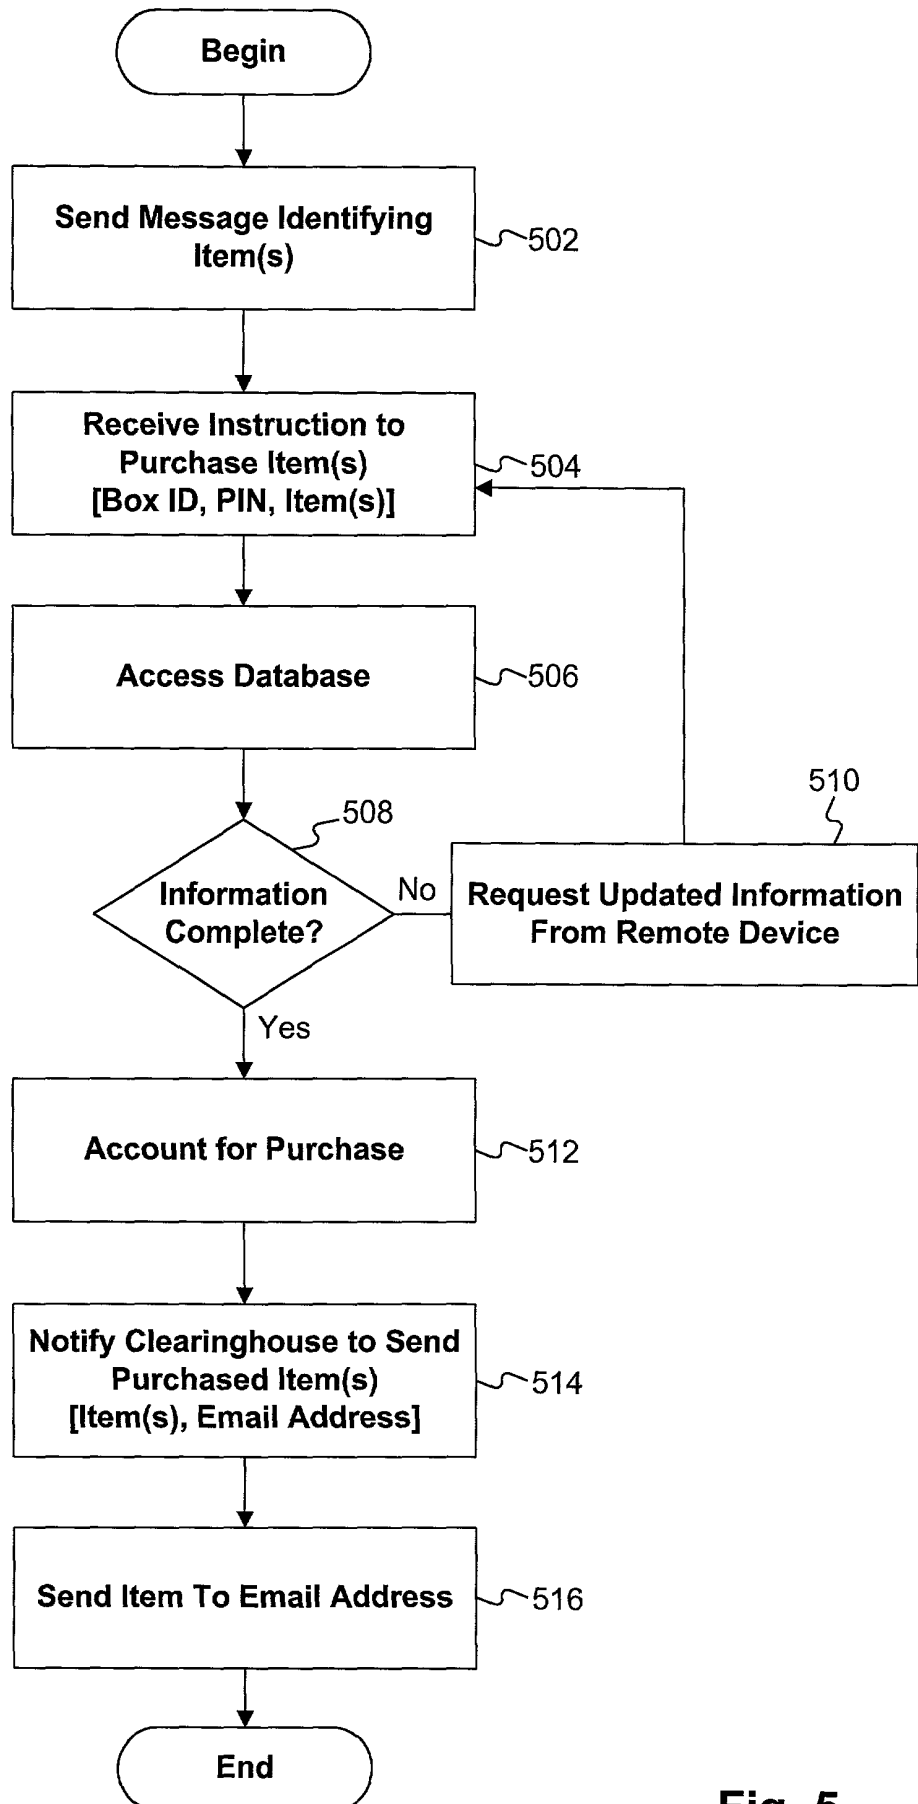 Begin
Send Message Identifying
Item(s)
502
Receive Instruction to
Purchase Item(s)
[Box ID, PIN, Item(s)]
504
Access Database
506
508
Information
Complete?
No
510
Request Updated Information
From Remote Device
Yes
Account for Purchase
512
Notify Clearinghouse to Send
Purchased Item(s)
[Item(s), Email Address]
514
Send Item To Email Address
516
End
Fig. 5